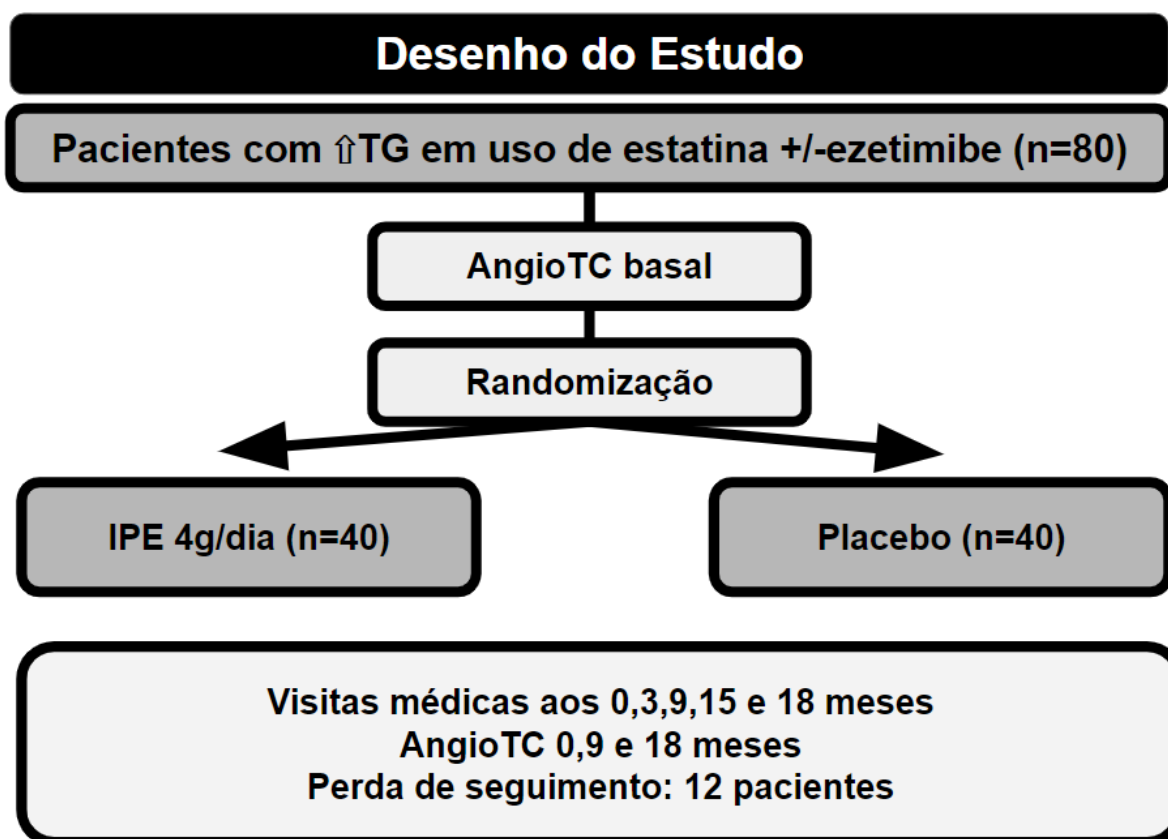 Desenho do Estudo
Pacientes com ⇧TG em uso de estatina +/-ezetimibe (n=80)
AngioTC basal
Randomização
IPE 4g/dia (n=40)
Placebo (n=40)
Visitas médicas aos 0,3,9,15 e 18 meses
AngioTC 0,9 e 18 meses
Perda de seguimento: 12 pacientes